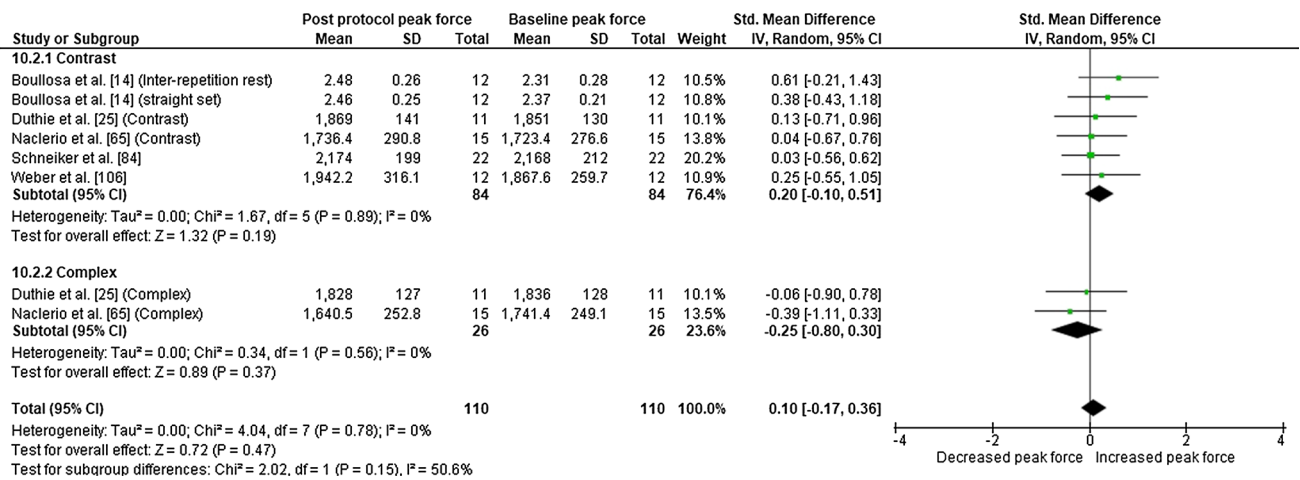 Post protocol peak force Baseline peak force Std. Mean Difference Std. Mean Difference
Study or Subgroup Mean SD Total Mean SD Total Weight IV, Random, 95% CI IV, Random, 95% CI
10.2.1 Contrast
Boullosa et al. [14] (Inter-repetition rest) 2.48 0.26 12 2.31 0.28 12 10.5% 0.61 [-0.21, 1.43]
Boullosa et al. [14] (straight set) 2.46 0.25 12 2.37 0.21 12 10.8% 0.38 [-0.43, 1.18]
Duthie et al. [25] (Contrast) 1,869 141 11 1,851 130 11 10.1% 0.13 [-0.71, 0.96]
Naclerio et al. [65] (Contrast) 1,736.4 290.8 15 1,723.4 276.6 15 13.8% 0.04 [-0.67, 0.76]
Schneiker et al. [84] 2,174 199 22 2,168 212 22 20.2% 0.03 [-0.56, 0.62]
Weber et al. [106] 1,942.2 316.1 12 1,867.6 259.7 12 10.9% 0.25 [-0.55, 1.05]
Subtotal (95% CI) 84 84 76.4% 0.20 [-0.10, 0.51]
Heterogeneity: Tau² = 0.00; Chi² = 1.67, df = 5 (P = 0.89); I² = 0%
Test for overall effect: Z = 1.32 (P = 0.19)
10.2.2 Complex
Duthie et al. [25] (Complex) 1,828 127 11 1,836 128 11 10.1% -0.06 [-0.90, 0.78]
Naclerio et al. [65] (Complex) 1,640.5 252.8 15 1,741.4 249.1 15 13.5% -0.39 [-1.11, 0.33]
Subtotal (95% CI) 26 26 23.6% -0.25 [-0.80, 0.30]
Heterogeneity: Tau² = 0.00; Chi² = 0.34, df = 1 (P = 0.56); I² = 0%
Test for overall effect: Z = 0.89 (P = 0.37)
Total (95% CI) 110 110 100.0% 0.10 [-0.17, 0.36]
Heterogeneity: Tau² = 0.00; Chi² = 4.04, df = 7 (P = 0.78); I² = 0%
Test for overall effect: Z = 0.72 (P = 0.47)
Test for subgroup differences: Chi² = 2.02, df = 1 (P = 0.15), I² = 50.6%
-4 -2 0 2 4
Decreased peak force Increased peak force